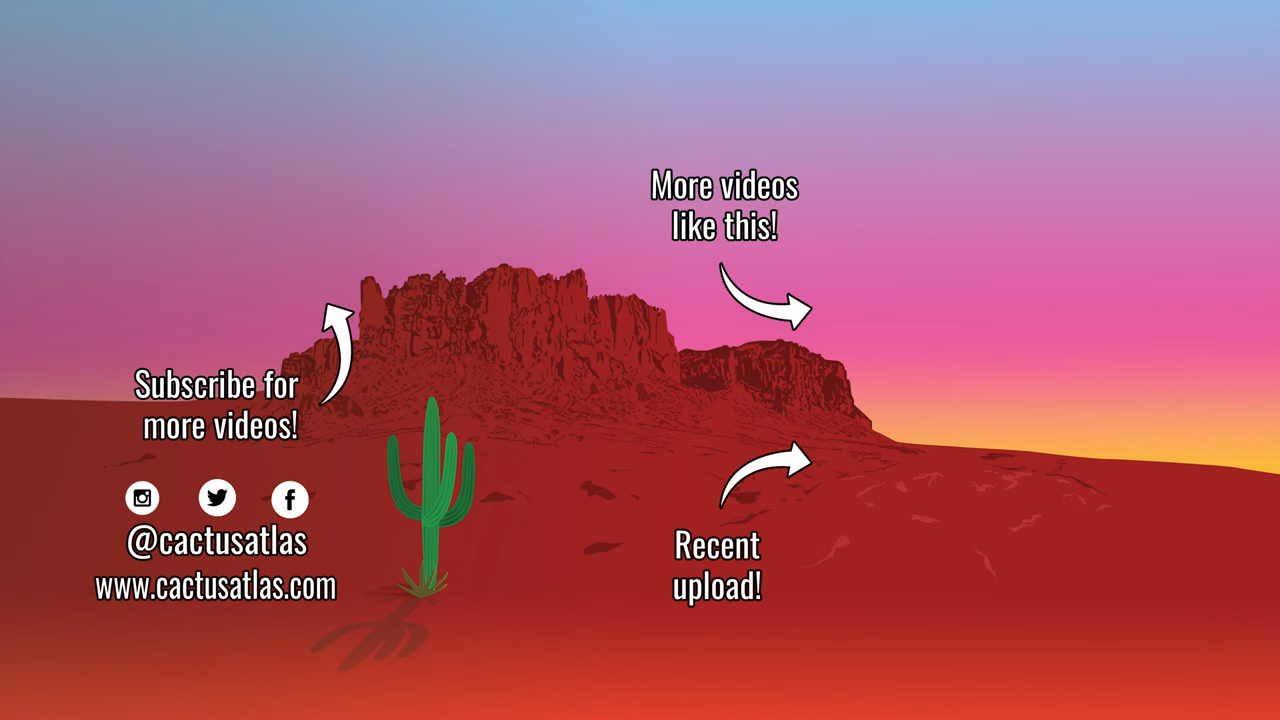 More videos
like this!
Subscribe for
more videos!
@cactusatlas
www.cactusatlas.com
Recent
upload!